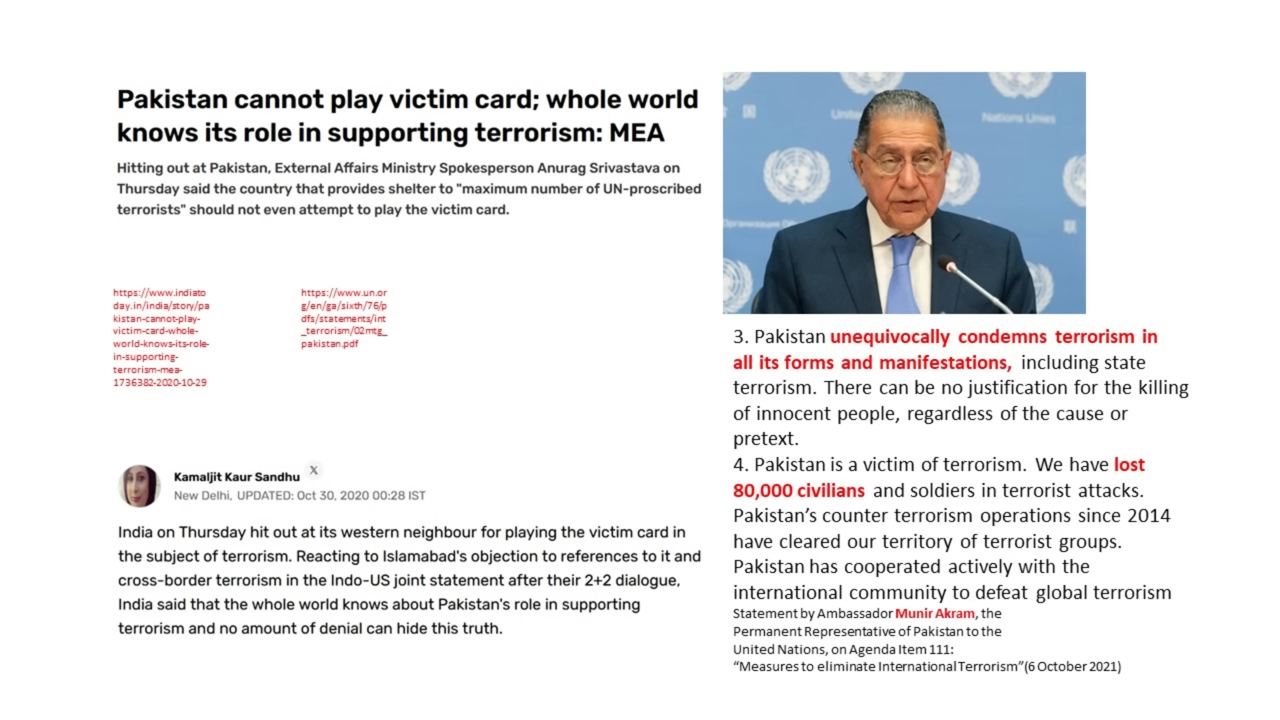 Pakistan cannot play victim card; whole world
knows its role in supporting terrorism: MEA
Hitting out at Pakistan, External Affairs Ministry Spokesperson Anurag Srivastava on
Thursday said the country that provides shelter to "maximum number of UN-proscribed
terrorists" should not even attempt to play the victim card.
https://www.indiato
day.in/india/story/pa
kistan-cannot-play-
victim-card-whole-
world-knows-its-role-
in-supporting-
terrorism-mea-
1736382-2020-10-29
https://www.un.or
g/en/ga/sixth/76/p
dfs/statements/int
_terrorism/02mtg_
pakistan.pdf
Kamaljit Kaur Sandhu X
New Delhi, UPDATED: Oct 30, 2020 00:28 IST
India on Thursday hit out at its western neighbour for playing the victim card in
the subject of terrorism. Reacting to Islamabad's objection to references to it and
cross-border terrorism in the Indo-US joint statement after their 2+2 dialogue,
India said that the whole world knows about Pakistan's role in supporting
terrorism and no amount of denial can hide this truth.
Nations Unies
3. Pakistan unequivocally condemns terrorism in
all its forms and manifestations, including state
terrorism. There can be no justification for the killing
of innocent people, regardless of the cause or
pretext.
4. Pakistan is a victim of terrorism. We have lost
80,000 civilians and soldiers in terrorist attacks.
Pakistan's counter terrorism operations since 2014
have cleared our territory of terrorist groups.
Pakistan has cooperated actively with the
international community to defeat global terrorism
Statement by Ambassador Munir Akram, the
Permanent Representative of Pakistan to the
United Nations, on Agenda Item 111:
“Measures to eliminate International Terrorism”(6 October 2021)